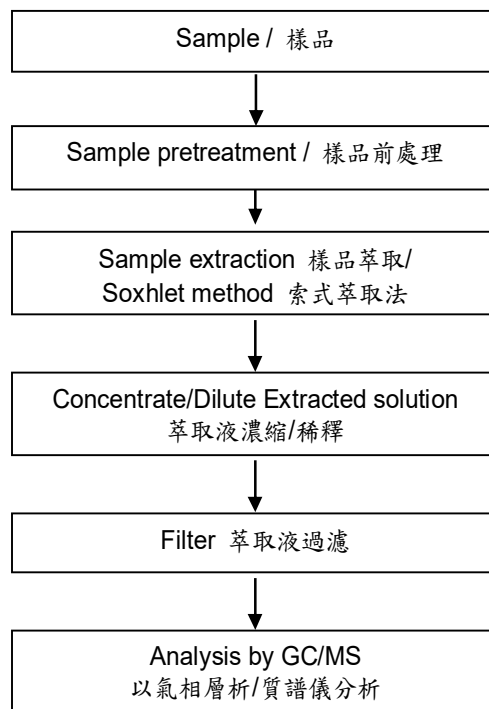 Sample / 樣品
Sample pretreatment / 樣品前處理
Sample extraction 樣品萃取/
Soxhlet method 索式萃取法
Concentrate/Dilute Extracted solution
萃取液濃縮/稀釋
Filter 萃取液過濾
Analysis by GC/MS
以氣相層析/質譜儀分析